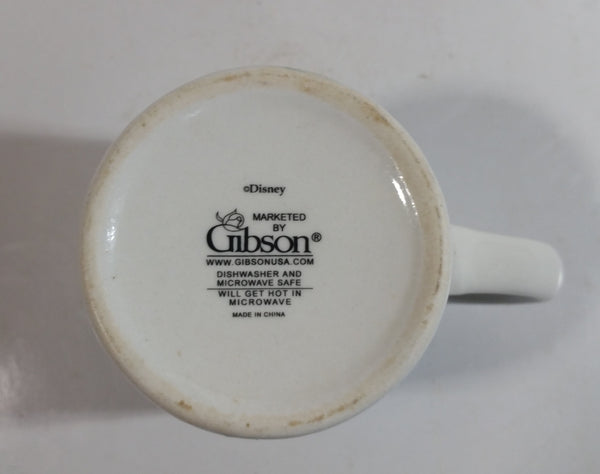 ©Disney
MARKETED
BY
Gibson®
WWW.GIBSONUSA.COM
DISHWASHER AND
MICROWAVE SAFE
WILL GET HOT IN
MICROWAVE
MADE IN CHINA